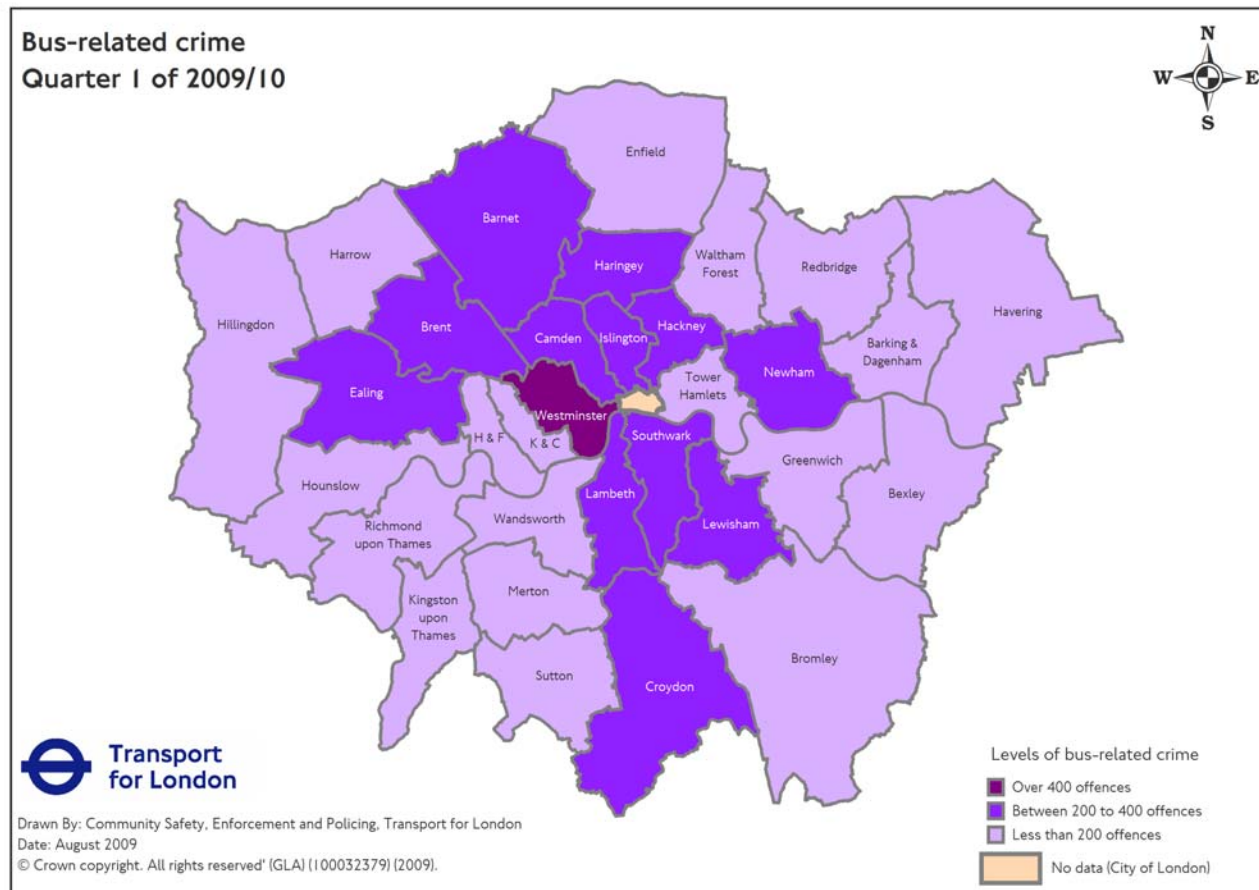 Bus-related crime
Quarter 1 of 2009/10
N
W
E
S
Enfield
Barnet
Haringey
Waltham
Forest
Redbridge
Harrow
Havering
Hillingdon
Brent
Camden
Islington
Hackney
Barking &
Dagenham
Ealing
Newham
Tower
Hamlets
Westminster
H & F
K & C
Southwark
Greenwich
Hounslow
Bexley
Lambeth
Wandsworth
Richmond
upon Thames
Lewisham
Merton
Kingston
upon
Thames
Bromley
Sutton
Croydon
Transport
for London
Levels of bus-related crime
Over 400 offences
Between 200 to 400 offences
Less than 200 offences
No data (City of London)
Drawn By: Community Safety, Enforcement and Policing, Transport for London
Date: August 2009
© Crown copyright. All rights reserved' (GLA) (100032379) (2009).